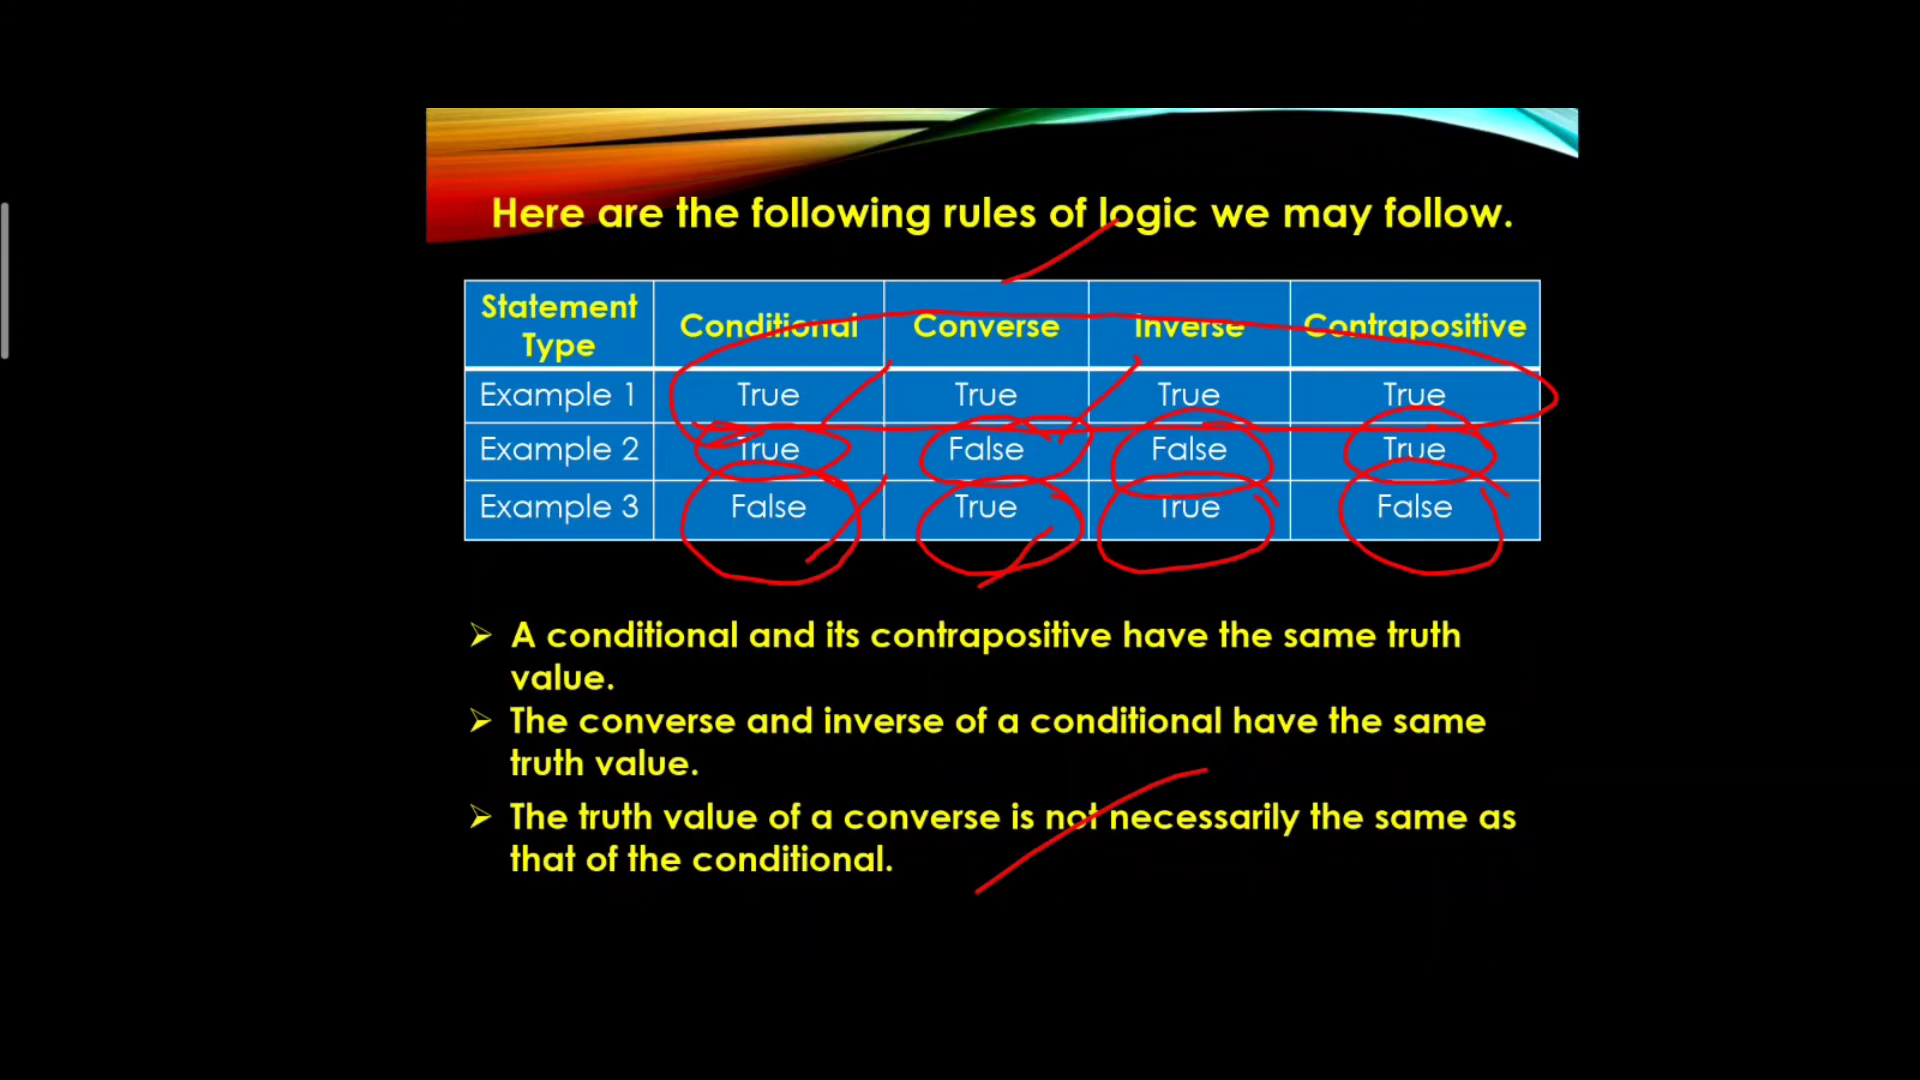 Here are the following rules of logic we may follow.
Statement Type Conditional Converse Inverse Contrapositive
Example 1 True True True True
Example 2 True False False True
Example 3 False True True False
➢ A conditional and its contrapositive have the same truth
value.
➢ The converse and inverse of a conditional have the same
truth value.
➢ The truth value of a converse is not necessarily the same as
that of the conditional.